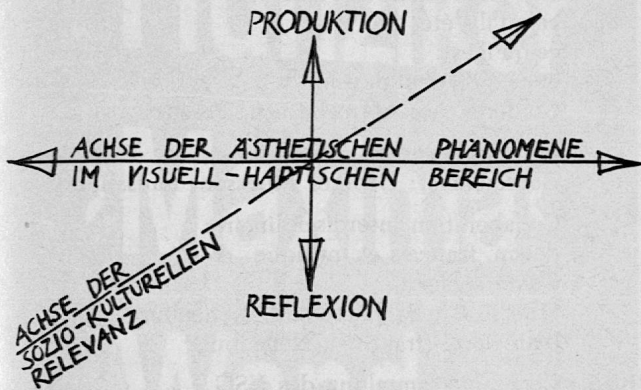 PRODUKTION
ACHSE DER ÄSTHETISCHEN PHÄNOMENE
IM VISUELL-HAPTISCHEN BEREICH
ACHSE DER
SOZIO-KULTURELLEN
RELEVANZ
REFLEXION